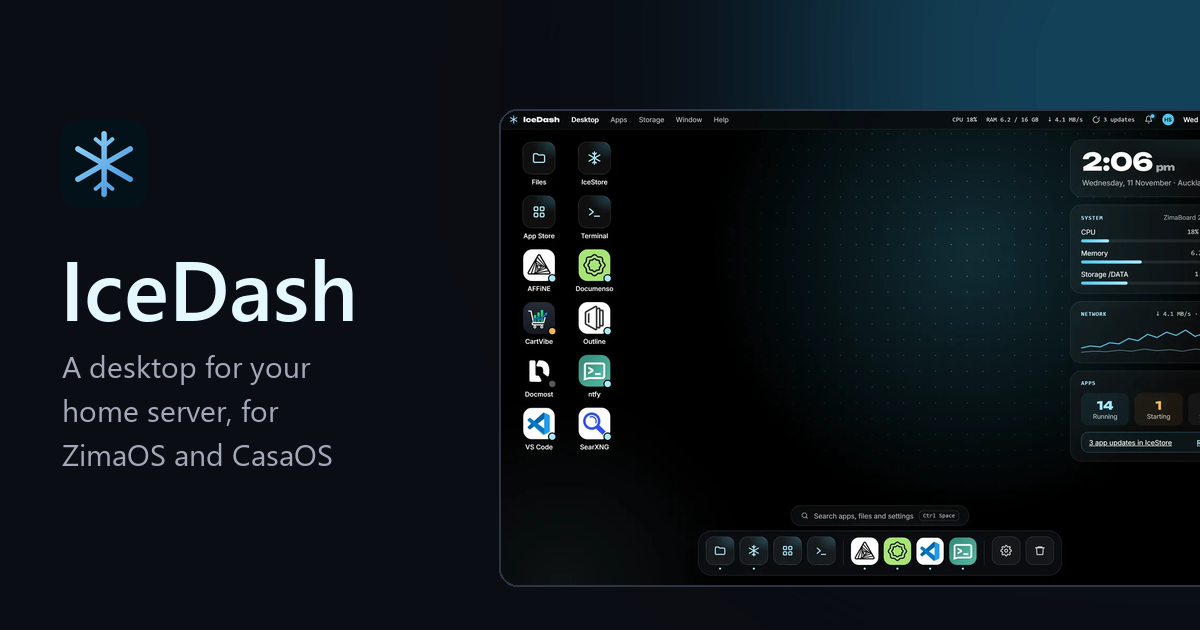 IceDash
A desktop for your
home server, for
ZimaOS and CasaOS
IceDash Desktop Apps Storage Window Help
CPU 18% RAM 6.2 / 16 GB ↓ 4.1 MB/s 3 updates HS Wed
Files IceStore
App Store Terminal
AFFiNE Documenso
CartVibe Outline
Docmost ntfy
VS Code SearXNG
2:06 pm
Wednesday, 11 November ·
SYSTEM ZimaBoard
CPU 18%
Memory
Storage /DATA
NETWORK ↓ 4.1 MB/s ·
APPS
14 1
Running Starting
3 app updates in IceStore
Search apps, files and settings Ctrl Space